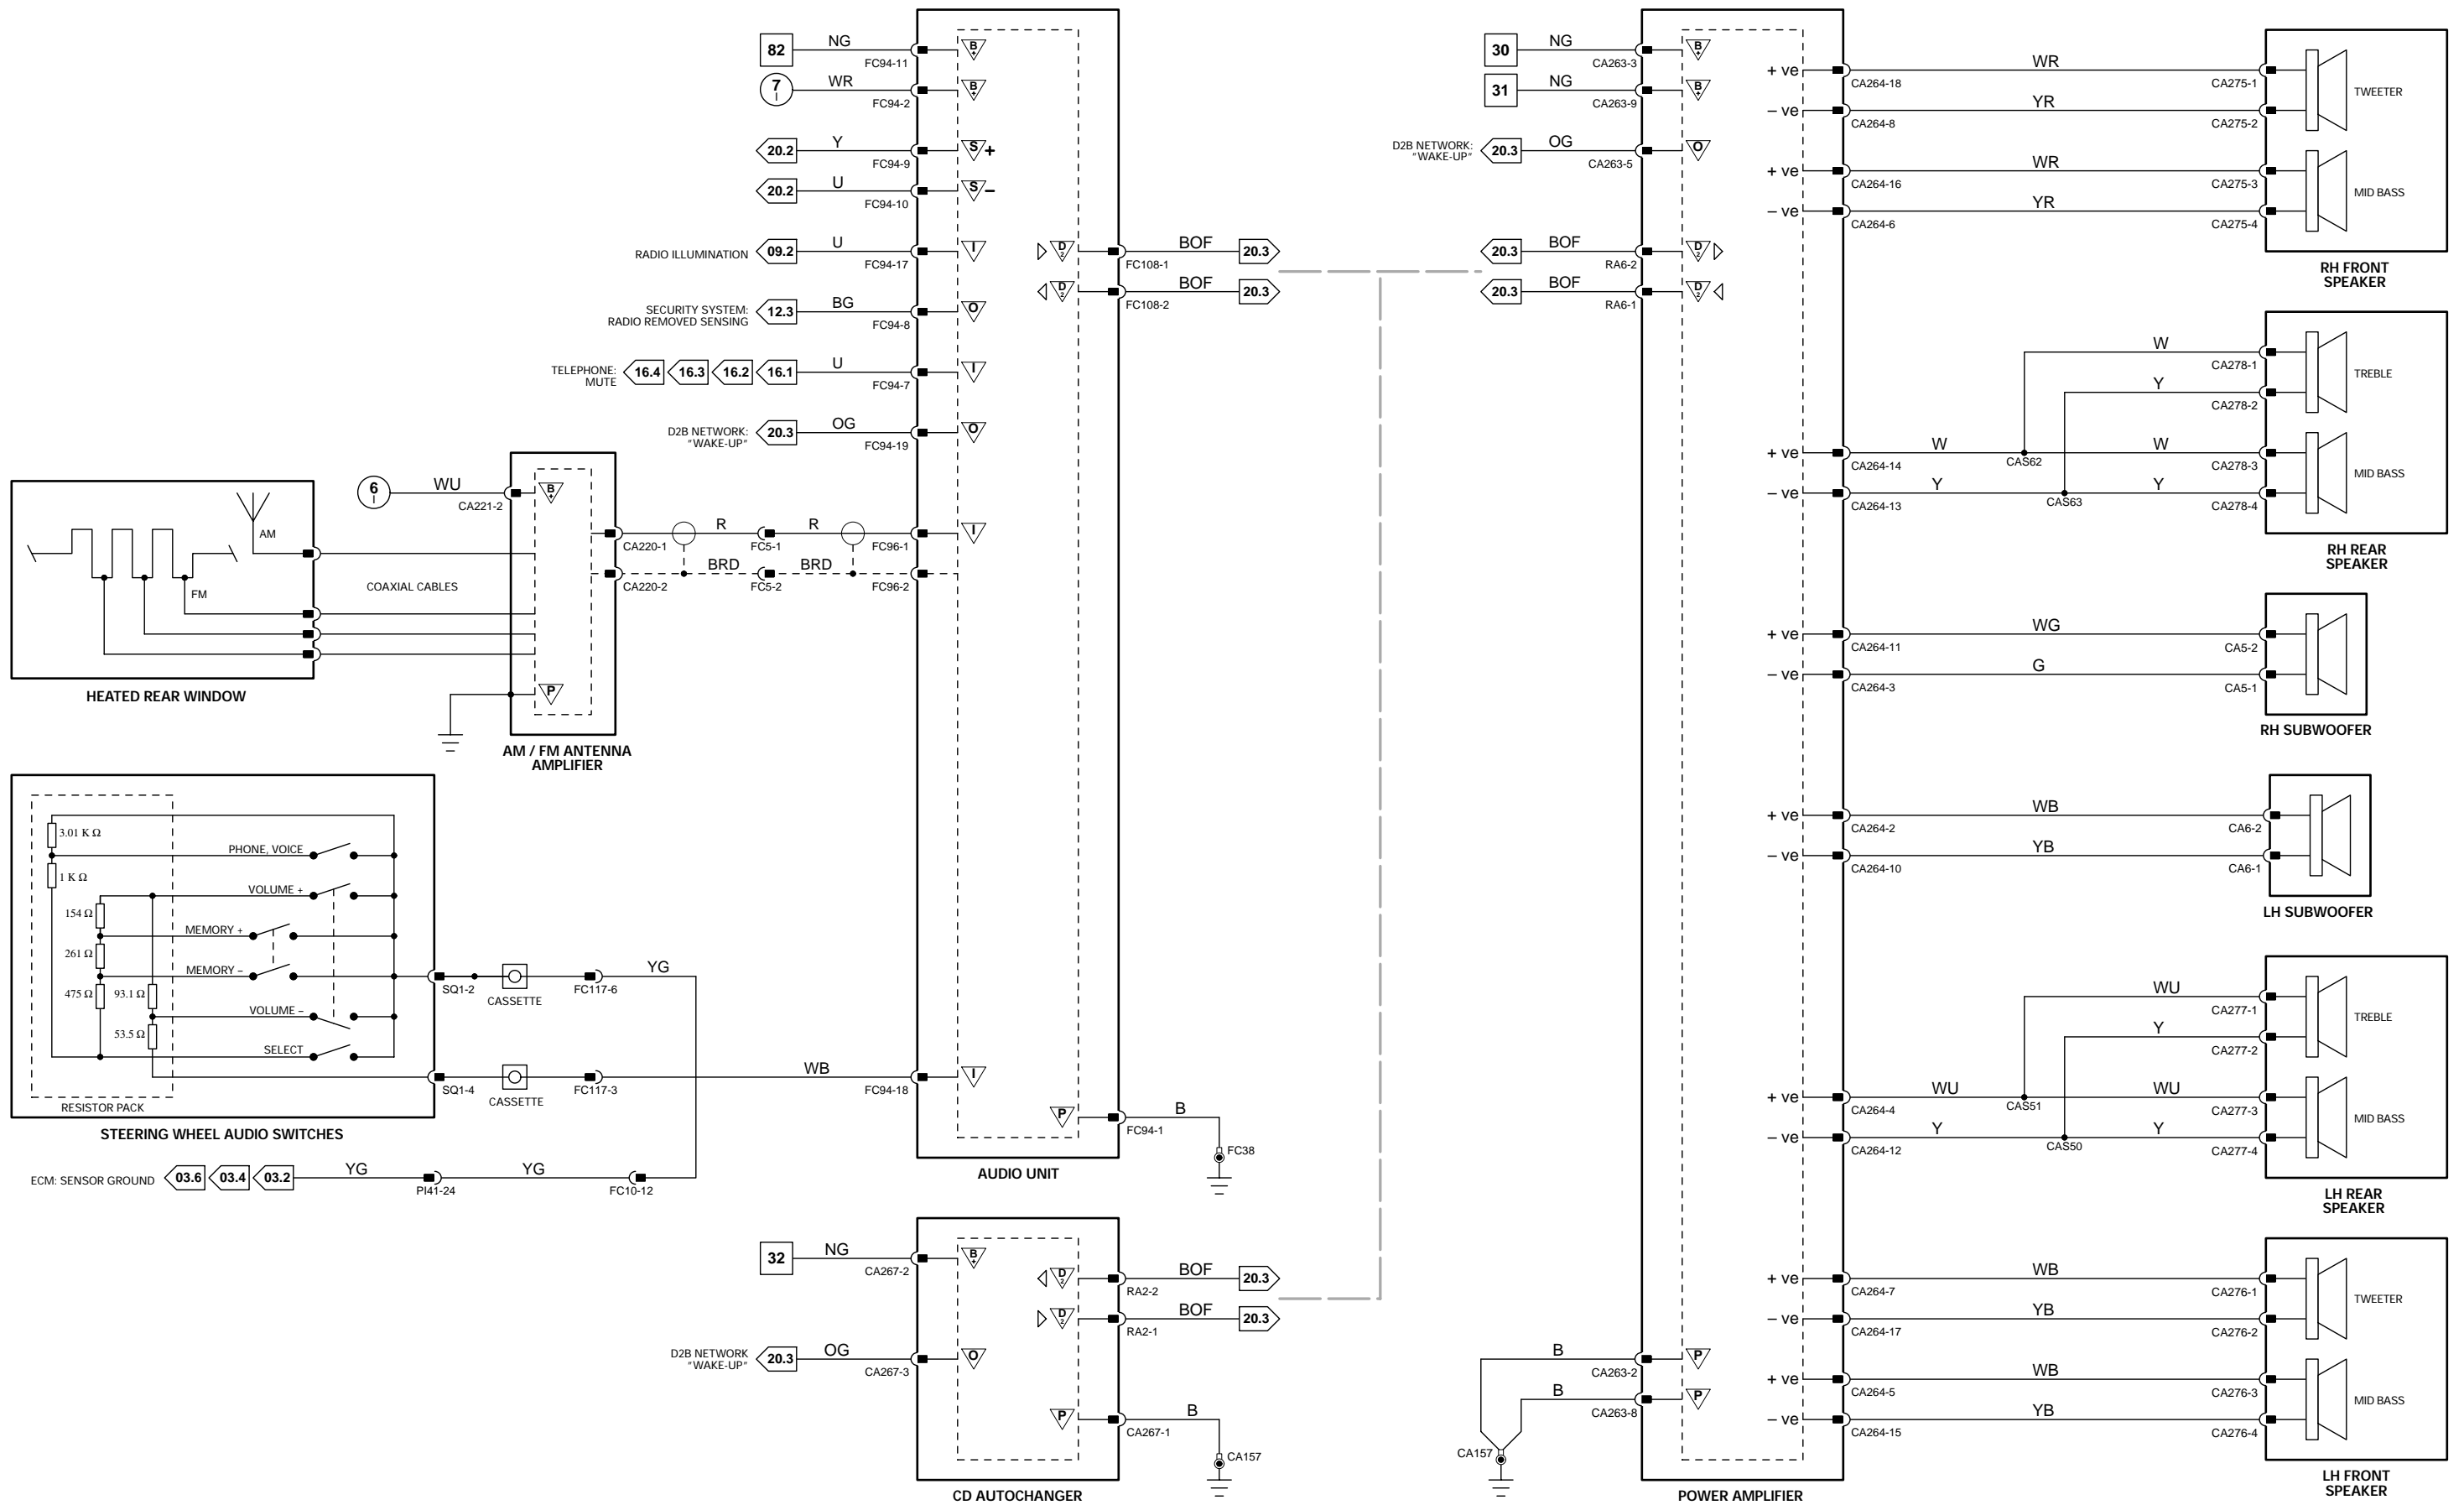 82
NG
FC94-11
B
+
7
I
WR
FC94-2
B
+
20.2
Y
FC94-9
S
+
20.2
U
FC94-10
S
–
RADIO ILLUMINATION
09.2
U
FC94-17
I
SECURITY SYSTEM:
RADIO REMOVED SENSING
12.3
BG
FC94-8
O
TELEPHONE:
MUTE
16.4
16.3
16.2
16.1
U
FC94-7
I
D2B NETWORK:
"WAKE-UP"
20.3
OG
FC94-19
O
D
2
FC108-1
BOF
20.3
D
2
FC108-2
BOF
20.3
AM
FM
HEATED REAR WINDOW
COAXIAL CABLES
6
I
WU
CA221-2
B
+
P
AM / FM ANTENNA
AMPLIFIER
CA220-1
R
FC5-1
R
FC96-1
I
CA220-2
BRD
FC5-2
BRD
FC96-2
3.01 K Ω
1 K Ω
154 Ω
261 Ω
475 Ω
93.1 Ω
53.5 Ω
PHONE, VOICE
VOLUME +
MEMORY +
MEMORY –
VOLUME –
SELECT
RESISTOR PACK
STEERING WHEEL AUDIO SWITCHES
SQ1-2
CASSETTE
FC117-6
YG
SQ1-4
CASSETTE
FC117-3
WB
FC94-18
I
P
FC94-1
B
FC38
AUDIO UNIT
ECM: SENSOR GROUND
03.6
03.4
03.2
YG
PI41-24
YG
FC10-12
32
NG
CA267-2
B
+
D
2
RA2-2
BOF
20.3
D
2
RA2-1
BOF
20.3
D2B NETWORK
"WAKE-UP"
20.3
OG
CA267-3
O
P
CA267-1
B
CA157
CD AUTOCHANGER
30
NG
CA263-3
B
+
31
NG
CA263-9
B
+
D2B NETWORK:
"WAKE-UP"
20.3
OG
CA263-5
O
20.3
BOF
RA6-2
D
2
20.3
BOF
RA6-1
D
2
B
CA263-2
P
B
CA263-8
P
CA157
POWER AMPLIFIER
+ ve
CA264-18
WR
CA275-1
TWEETER
– ve
CA264-8
YR
CA275-2
+ ve
CA264-16
WR
CA275-3
MID BASS
– ve
CA264-6
YR
CA275-4
RH FRONT
SPEAKER
W
CA278-1
TREBLE
Y
CA278-2
+ ve
CA264-14
W
CAS62
W
CA278-3
MID BASS
– ve
CA264-13
Y
CAS63
Y
CA278-4
RH REAR
SPEAKER
+ ve
CA264-11
WG
CA5-2
– ve
CA264-3
G
CA5-1
RH SUBWOOFER
+ ve
CA264-2
WB
CA6-2
– ve
CA264-10
YB
CA6-1
LH SUBWOOFER
WU
CA277-1
TREBLE
Y
CA277-2
+ ve
CA264-4
WU
CAS51
WU
CA277-3
MID BASS
– ve
CA264-12
Y
CAS50
Y
CA277-4
LH REAR
SPEAKER
+ ve
CA264-7
WB
CA276-1
TWEETER
– ve
CA264-17
YB
CA276-2
+ ve
CA264-5
WB
CA276-3
MID BASS
– ve
CA264-15
YB
CA276-4
LH FRONT
SPEAKER